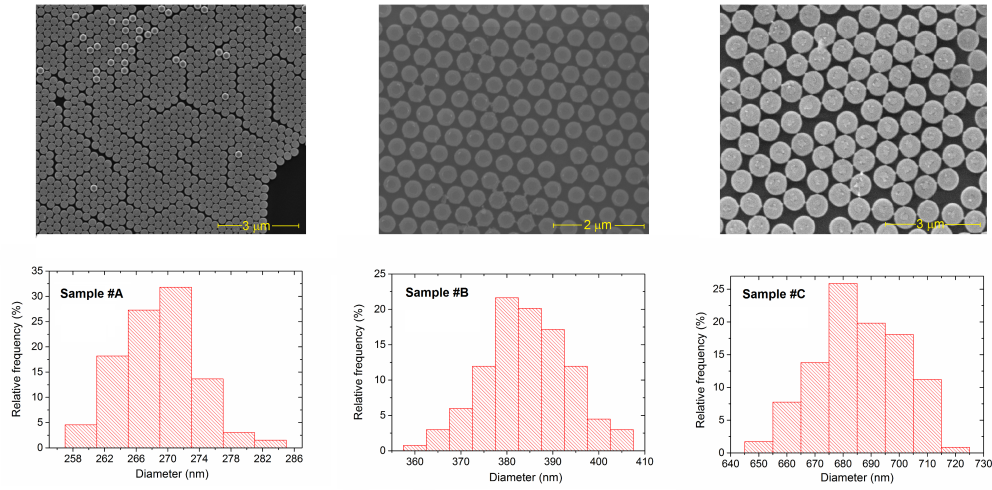 3 μm
2 μm
3 μm
Sample #A
Relative frequency (%)
35
30
25
20
15
10
5
0
258 262 266 270 274 278 282 286
Diameter (nm)
Sample #B
Relative frequency (%)
25
20
15
10
5
0
360 370 380 390 400 410
Diameter (nm)
Sample #C
Relative frequency (%)
25
20
15
10
5
0
640 650 660 670 680 690 700 710 720 730
Diameter (nm)